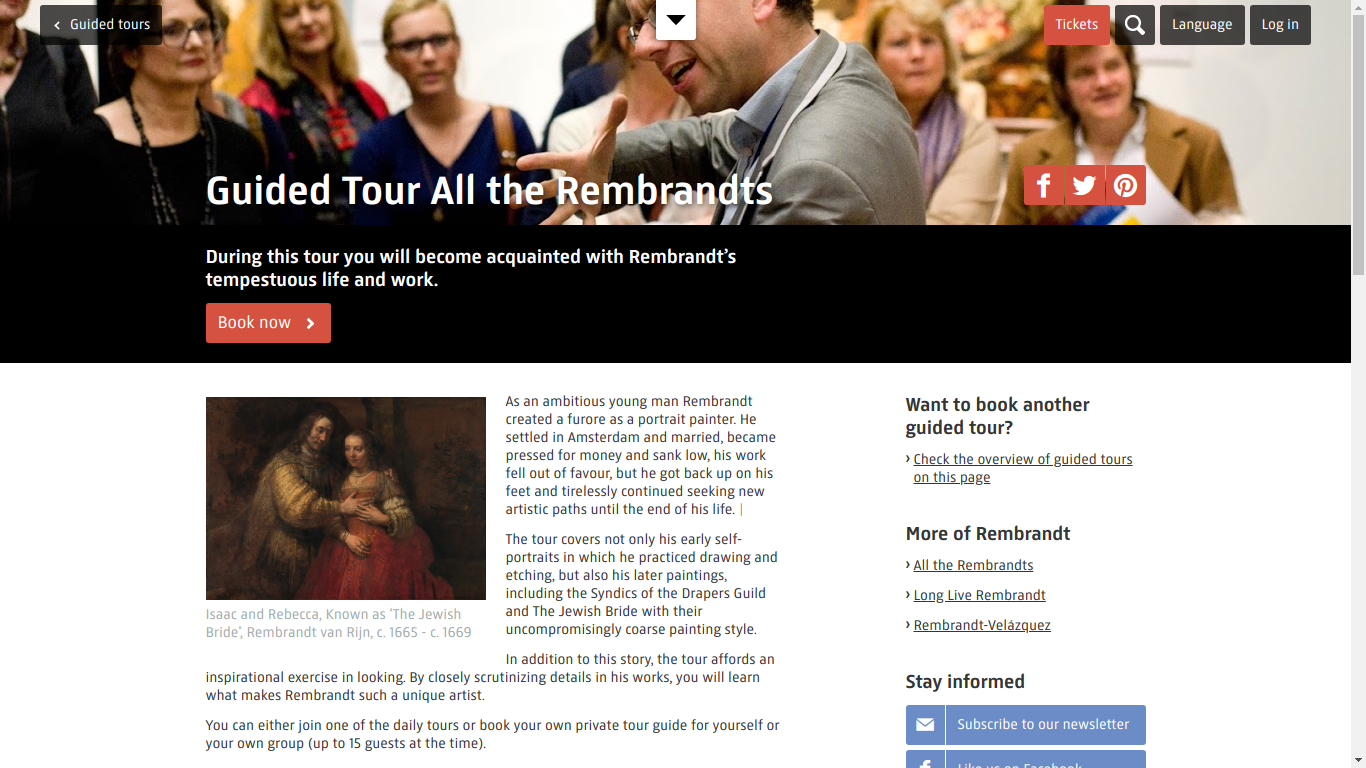 Guided tours
Tickets
Language
Log in
Guided Tour All the Rembrandts
During this tour you will become acquainted with Rembrandt’s
tempestuous life and work.
Book now
As an ambitious young man Rembrandt
created a furore as a portrait painter. He
settled in Amsterdam and married, became
pressed for money and sank low, his work
fell out of favour, but he got back up on his
feet and tirelessly continued seeking new
artistic paths until the end of his life. |
The tour covers not only his early self-
portraits in which he practiced drawing and
etching, but also his later paintings,
including the Syndics of the Drapers Guild
and The Jewish Bride with their
uncompromisingly coarse painting style.
Isaac and Rebecca, Known as ‘The Jewish
Bride’, Rembrandt van Rijn, c. 1665 - c. 1669
In addition to this story, the tour affords an
inspirational exercise in looking. By closely scrutinizing details in his works, you will learn
what makes Rembrandt such a unique artist.
You can either join one of the daily tours or book your own private tour guide for yourself or
your own group (up to 15 guests at the time).
Want to book another
guided tour?
Check the overview of guided tours
on this page
More of Rembrandt
All the Rembrandts
Long Live Rembrandt
Rembrandt-Velázquez
Stay informed
Subscribe to our newsletter
Like us on Facebook